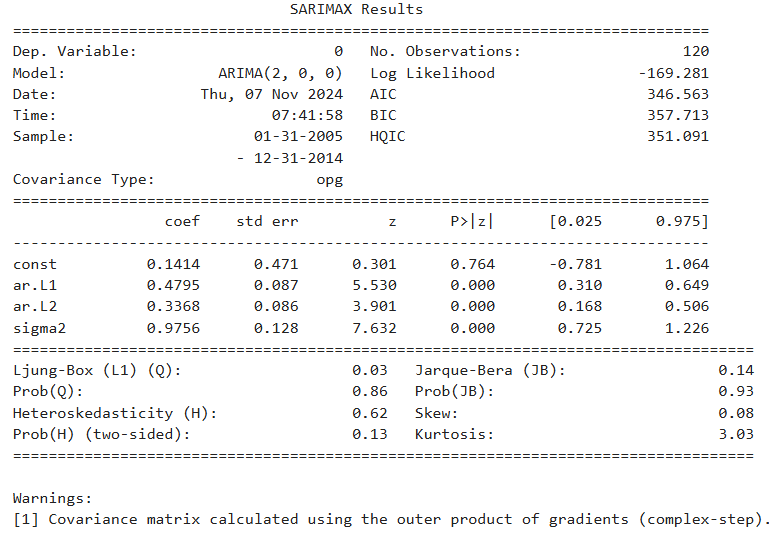 SARIMAX Results
==============================================================================
Dep. Variable:                      0   No. Observations:                  120
Model:                 ARIMA(2, 0, 0)   Log Likelihood                -169.281
Date:                Thu, 07 Nov 2024   AIC                            346.563
Time:                        07:41:58   BIC                            357.713
Sample:                    01-31-2005   HQIC                           351.091
                         - 12-31-2014
Covariance Type:                  opg
==============================================================================
                 coef    std err          z      P>|z|      [0.025      0.975]
------------------------------------------------------------------------------
const          0.1414      0.471      0.301      0.764      -0.781       1.064
ar.L1          0.4795      0.087      5.530      0.000       0.310       0.649
ar.L2          0.3368      0.086      3.901      0.000       0.168       0.506
sigma2         0.9756      0.128      7.632      0.000       0.725       1.226
===================================================================================
Ljung-Box (L1) (Q):                   0.03   Jarque-Bera (JB):                 0.14
Prob(Q):                              0.86   Prob(JB):                         0.93
Heteroskedasticity (H):               0.62   Skew:                             0.08
Prob(H) (two-sided):                  0.13   Kurtosis:                         3.03
===================================================================================
Warnings:
[1] Covariance matrix calculated using the outer product of gradients (complex-step).